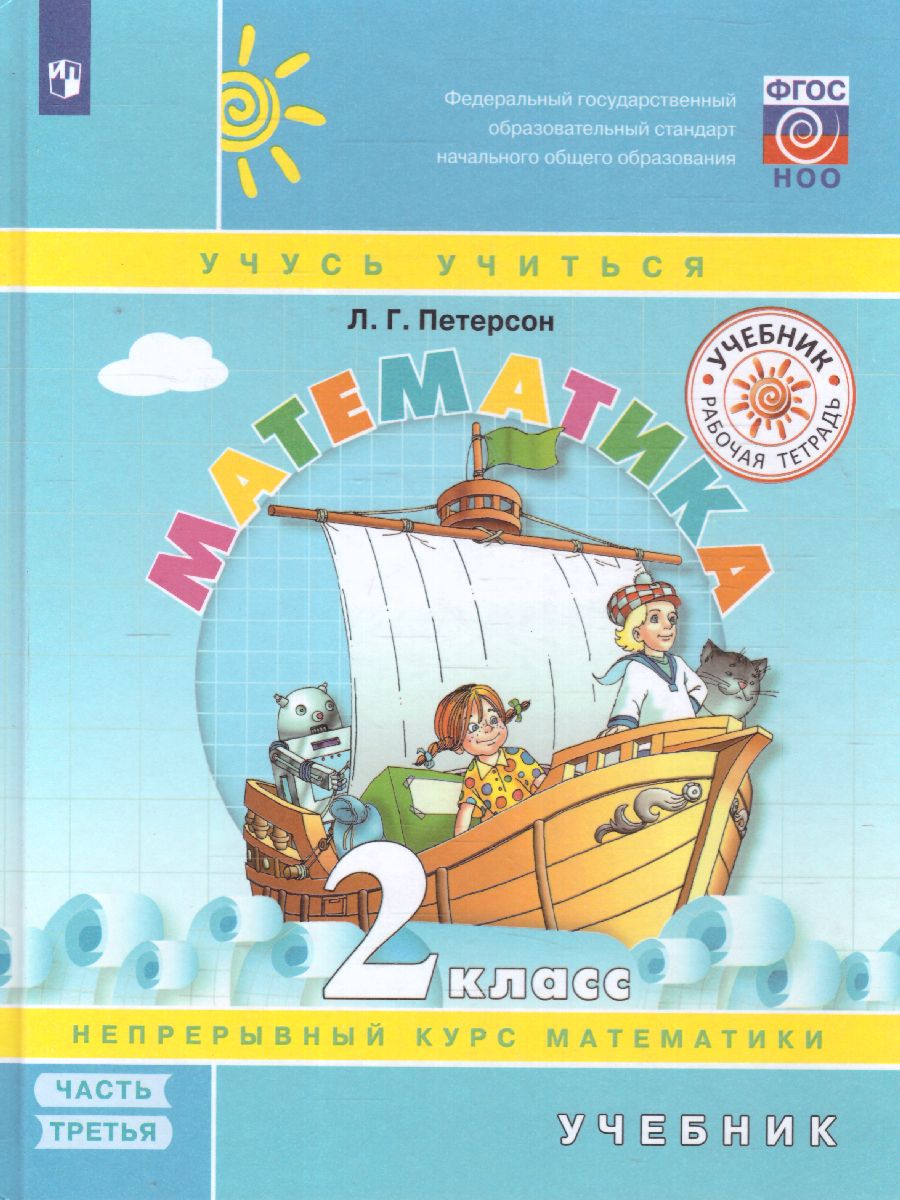 ИП
Федеральный государственный
образовательный стандарт
начального общего образования
ФГОС
НОО
УЧУСЬ УЧИТЬСЯ
Л. Г. Петерсон
МАТЕМАТИКА
УЧЕБНИК
РАБОЧАЯ ТЕТРАДЬ
2 класс
НЕПРЕРЫВНЫЙ КУРС МАТЕМАТИКИ
ЧАСТЬ
ТРЕТЬЯ
УЧЕБНИК